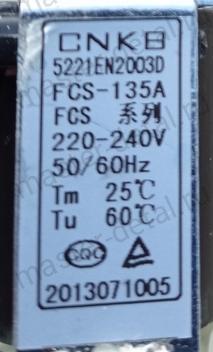 CNKB
5221EN2003D
FCS-135A
FCS 系列
220-240V
50/60Hz
Tm 25℃
Tu 60℃
CQC
2013071005